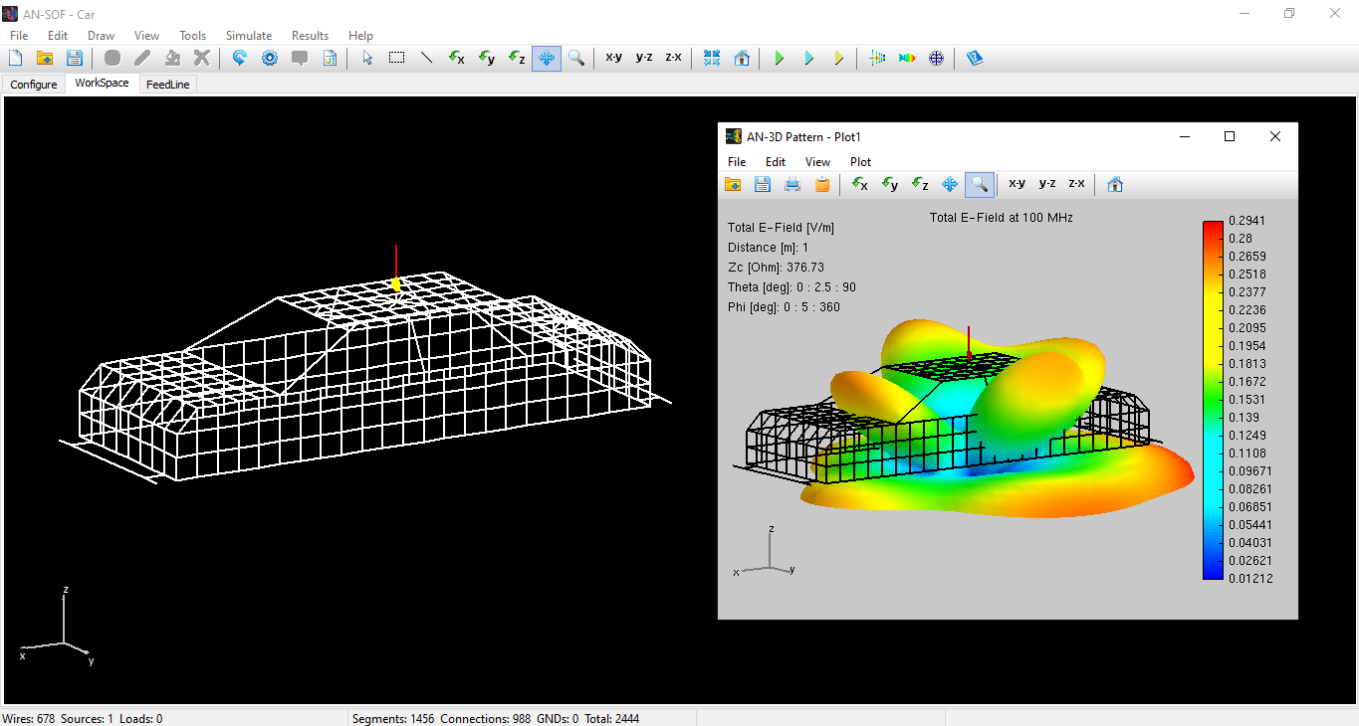 AN-SOF - Car
File Edit Draw View Tools Simulate Results Help
x y z x-y y-z z-x
Configure WorkSpace FeedLine
AN-3D Pattern - Plot1
File Edit View Plot
x y z x-y y-z z-x
Total E-Field at 100 MHz
Total E-Field [V/m]
Distance [m]: 1
Zc [Ohm]: 376.73
Theta [deg]: 0 : 2.5 : 90
Phi [deg]: 0 : 5 : 360
0.2941
0.28
0.2659
0.2518
0.2377
0.2236
0.2095
0.1954
0.1813
0.1672
0.1531
0.139
0.1249
0.1108
0.09671
0.08261
0.06851
0.05441
0.04031
0.02621
0.01212
z
x
y
z
x
y
Wires: 678 Sources: 1 Loads: 0 Segments: 1456 Connections: 988 GNDs: 0 Total: 2444